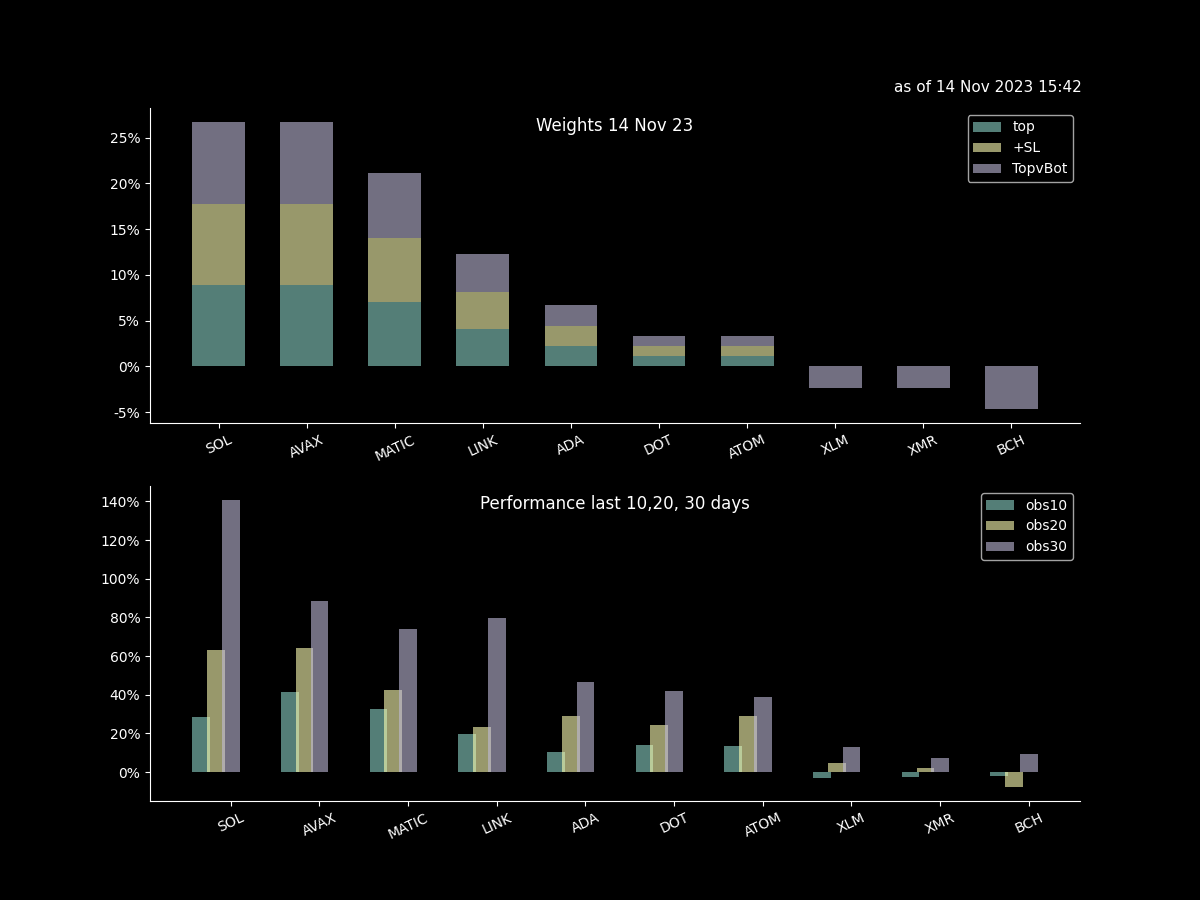 as of 14 Nov 2023 15:42
Weights 14 Nov 23
top
+SL
TopvBot
25%
20%
15%
10%
5%
0%
-5%
SOL AVAX MATIC LINK ADA DOT ATOM XLM XMR BCH
Performance last 10,20, 30 days
obs10
obs20
obs30
140%
120%
100%
80%
60%
40%
20%
0%
SOL AVAX MATIC LINK ADA DOT ATOM XLM XMR BCH